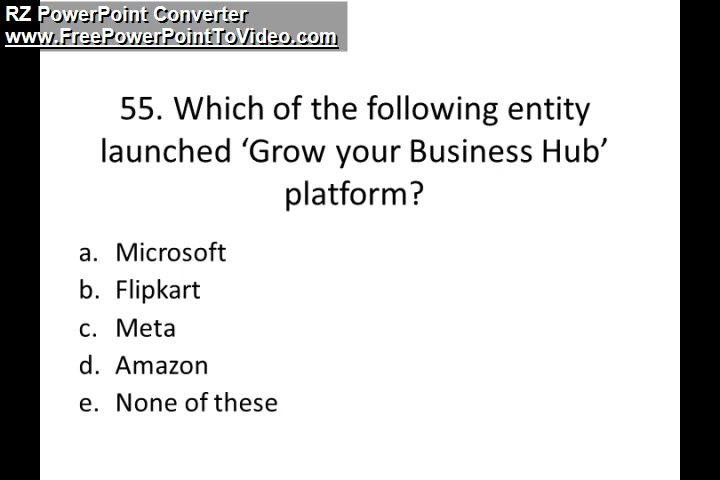 RZ PowerPoint Converter
www.FreePowerPointToVideo.com
55. Which of the following entity
launched ‘Grow your Business Hub’
platform?
a. Microsoft
b. Flipkart
c. Meta
d. Amazon
e. None of these